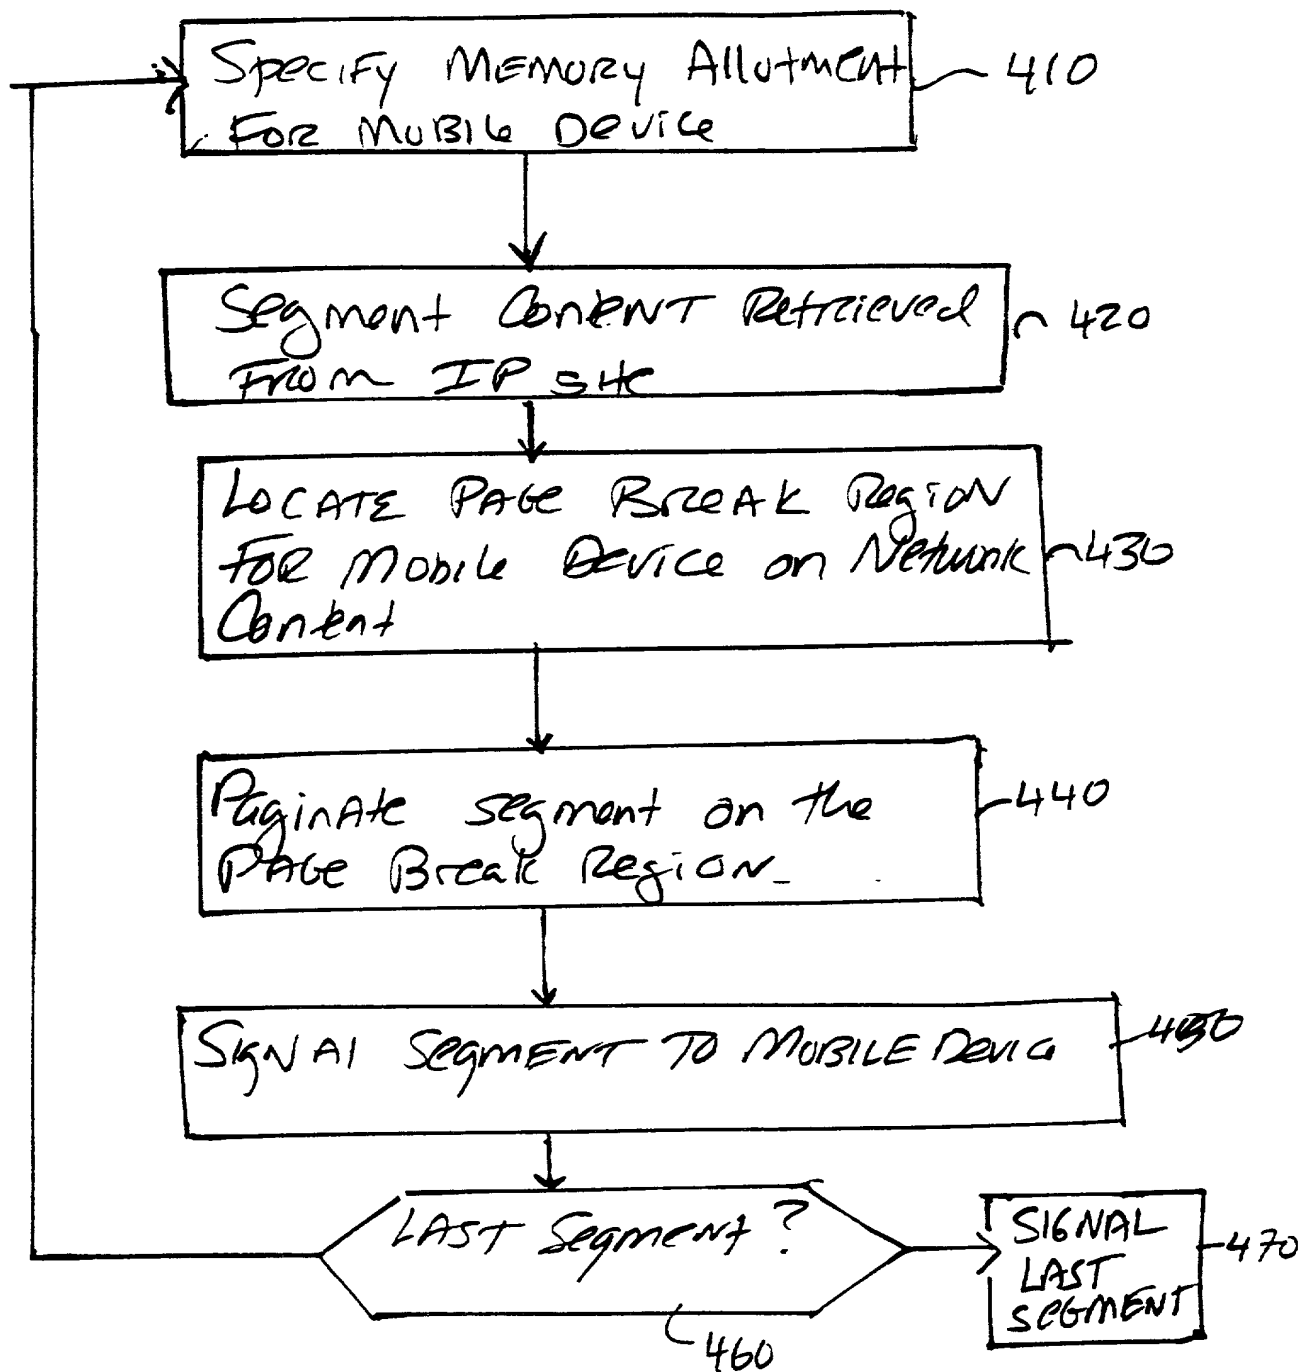 Specify Memory Allotment
For Mobile Device
410
Segment Content Retrieved
From IP site
420
Locate Page Break Region
For Mobile Device on Network
Content
430
Paginate segment on the
Page Break Region
440
Signal Segment to Mobile Device
450
Last Segment?
460
SIGNAL
LAST
SEGMENT
470